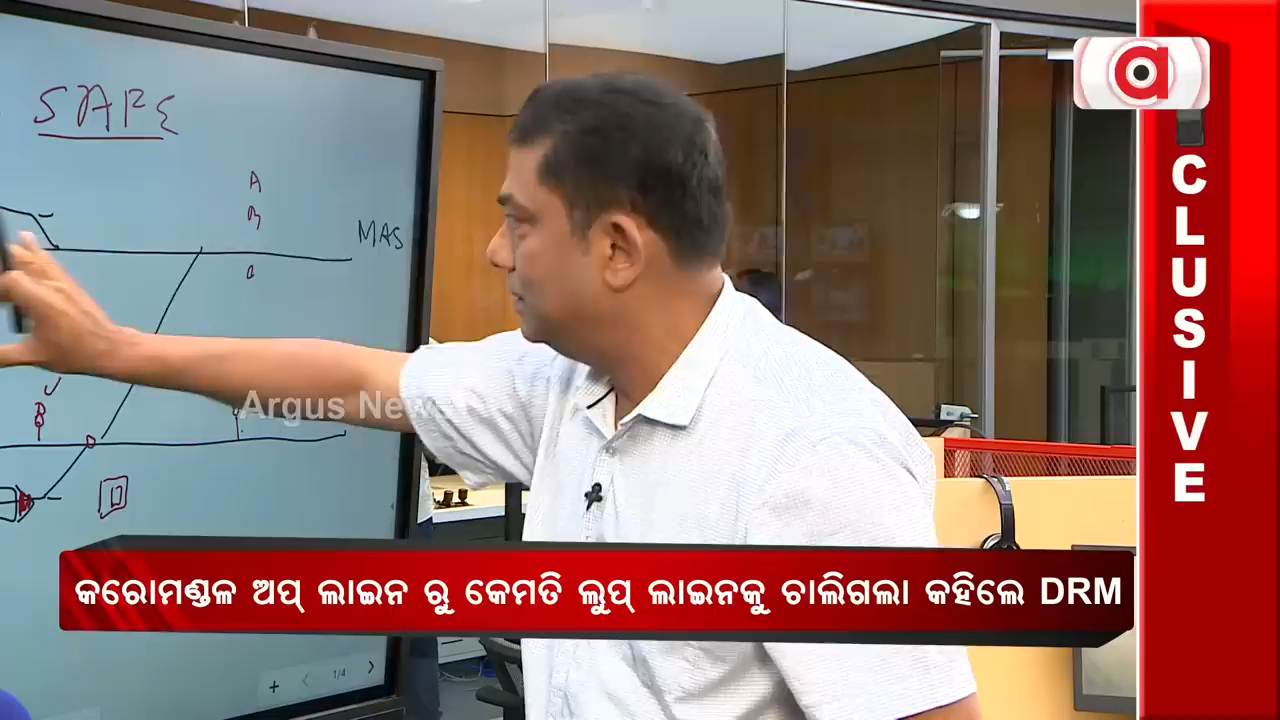 SAFE
A
MAS
B
Argus News
କରୋମଣ୍ଡଳ ଅପ୍ ଲାଇନ ରୁ କେମତି ଲୁପ୍ ଲାଇନକୁ ଚାଲିଗଲା କହିଲେ DRM
1/4
CLUSIVE